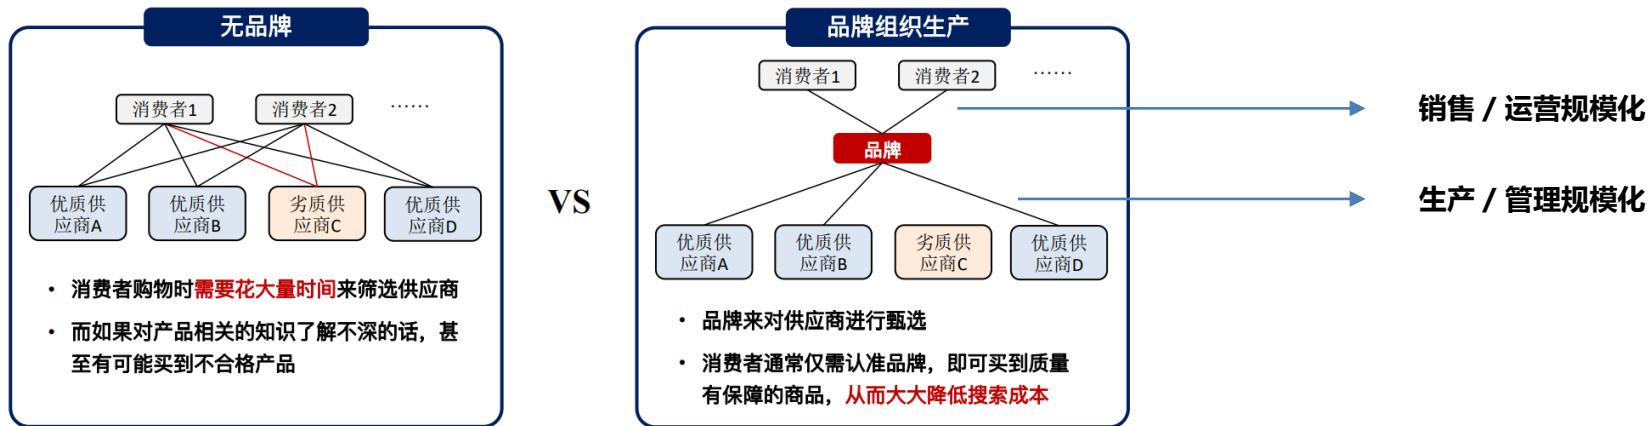 无品牌
消费者1
消费者2
······
优质供
应商A
优质供
应商B
劣质供
应商C
优质供
应商D
• 消费者购物时需要花大量时间来筛选供应商
• 而如果对产品相关的知识了解不深的话，甚
至有可能买到不合格产品
VS
品牌组织生产
消费者1
消费者2
······
品牌
优质供
应商A
优质供
应商B
劣质供
应商C
优质供
应商D
• 品牌来对供应商进行甄选
• 消费者通常仅需认准品牌，即可买到质量
有保障的商品，从而大大降低搜索成本
销售 / 运营规模化
生产 / 管理规模化